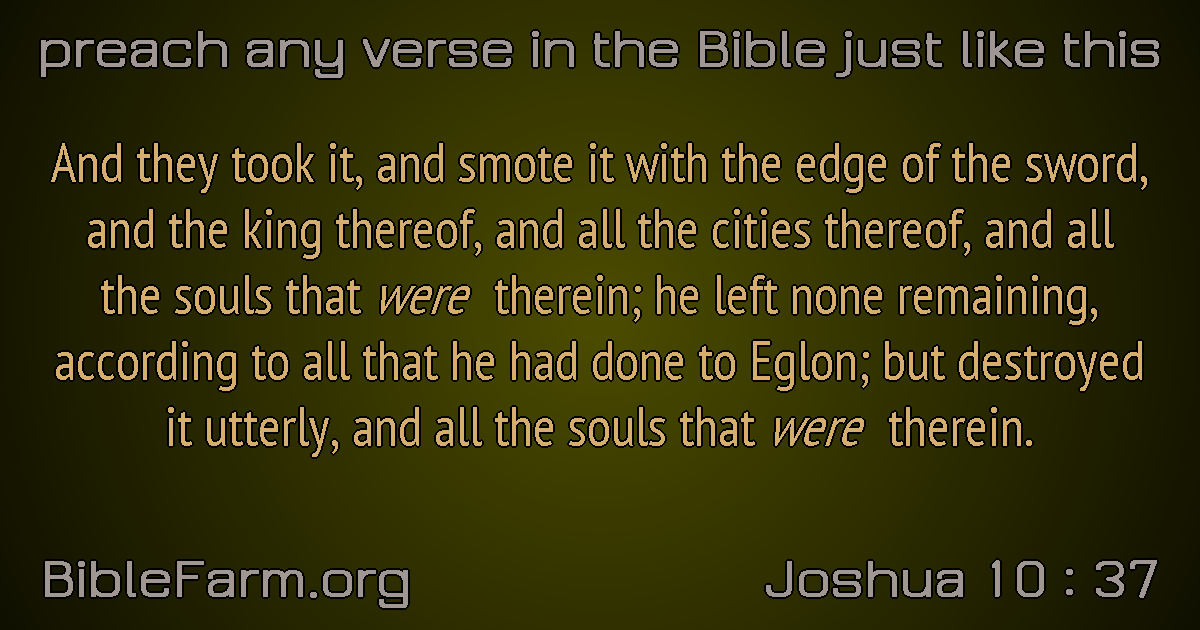 preach any verse in the Bible just like this
And they took it, and smote it with the edge of the sword,
and the king thereof, and all the cities thereof, and all
the souls that were therein; he left none remaining,
according to all that he had done to Eglon; but destroyed
it utterly, and all the souls that were therein.
BibleFarm.org
Joshua 10 : 37